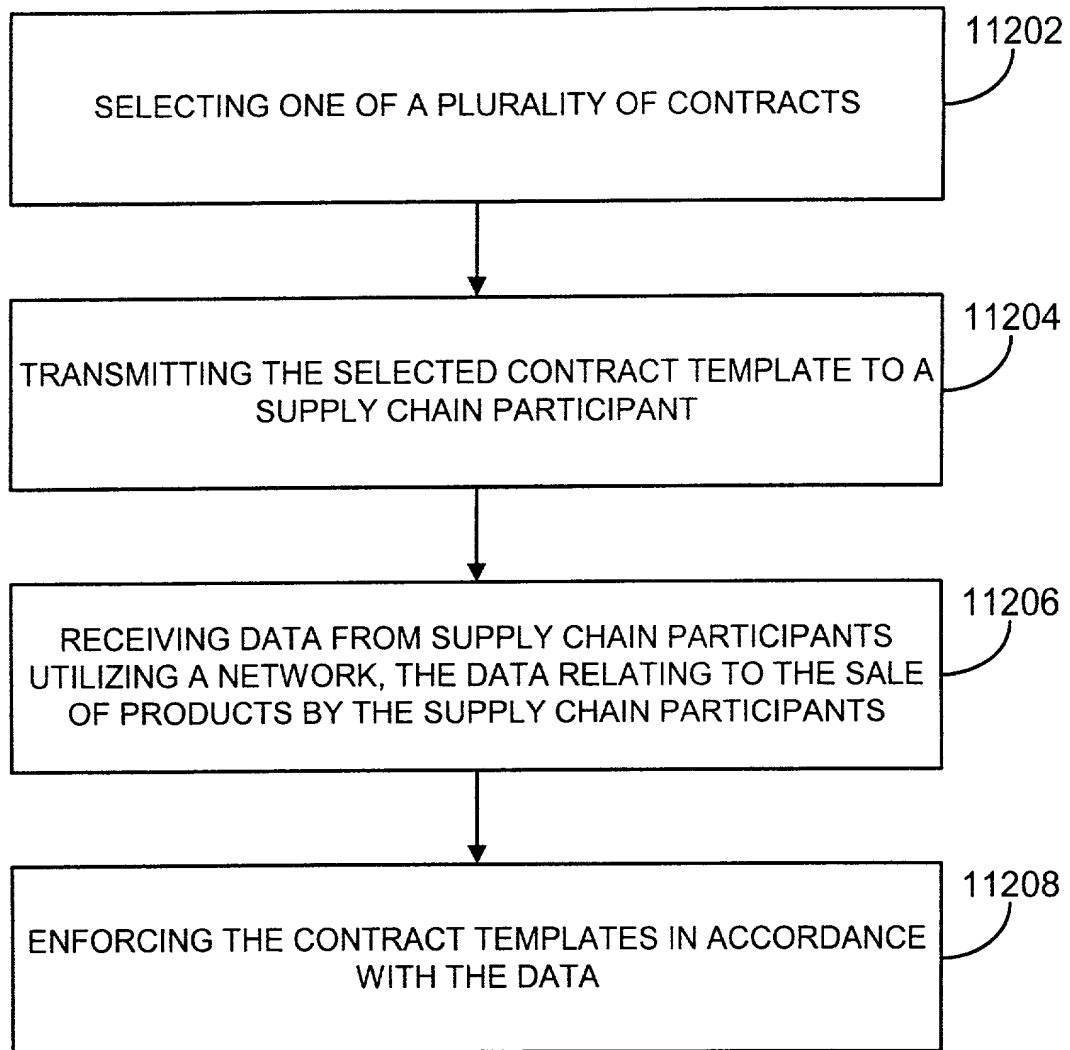 11202
SELECTING ONE OF A PLURALITY OF CONTRACTS
11204
TRANSMITTING THE SELECTED CONTRACT TEMPLATE TO A
SUPPLY CHAIN PARTICIPANT
11206
RECEIVING DATA FROM SUPPLY CHAIN PARTICIPANTS
UTILIZING A NETWORK, THE DATA RELATING TO THE SALE
OF PRODUCTS BY THE SUPPLY CHAIN PARTICIPANTS
11208
ENFORCING THE CONTRACT TEMPLATES IN ACCORDANCE
WITH THE DATA